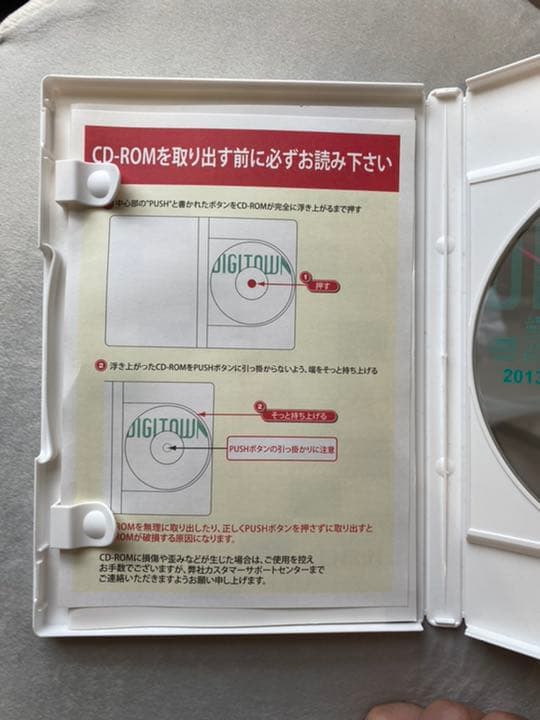 CD-ROMを取り出す前に必ずお読み下さい
中心部の"PUSH"と書かれたボタンをCD-ROMが完全に浮き上がるまで押す
DIGITOWN
1
押す
2 浮き上がったCD-ROMをPUSHボタンに引っ掛からないよう、端をそっと持ち上げる
DIGITOWN
2
そっと持ち上げる
PUSHボタンの引っ掛かりに注意
ROMを無理に取り出したり、正しくPUSHボタンを押さずに取り出すと
ROMが破損する原因になります。
CD-ROMに損傷や歪みなどが生じた場合は、ご使用を控え
お手数でございますが、弊社カスタマーサポートセンターまで
ご連絡いただきますようお願い申し上げます。
2013